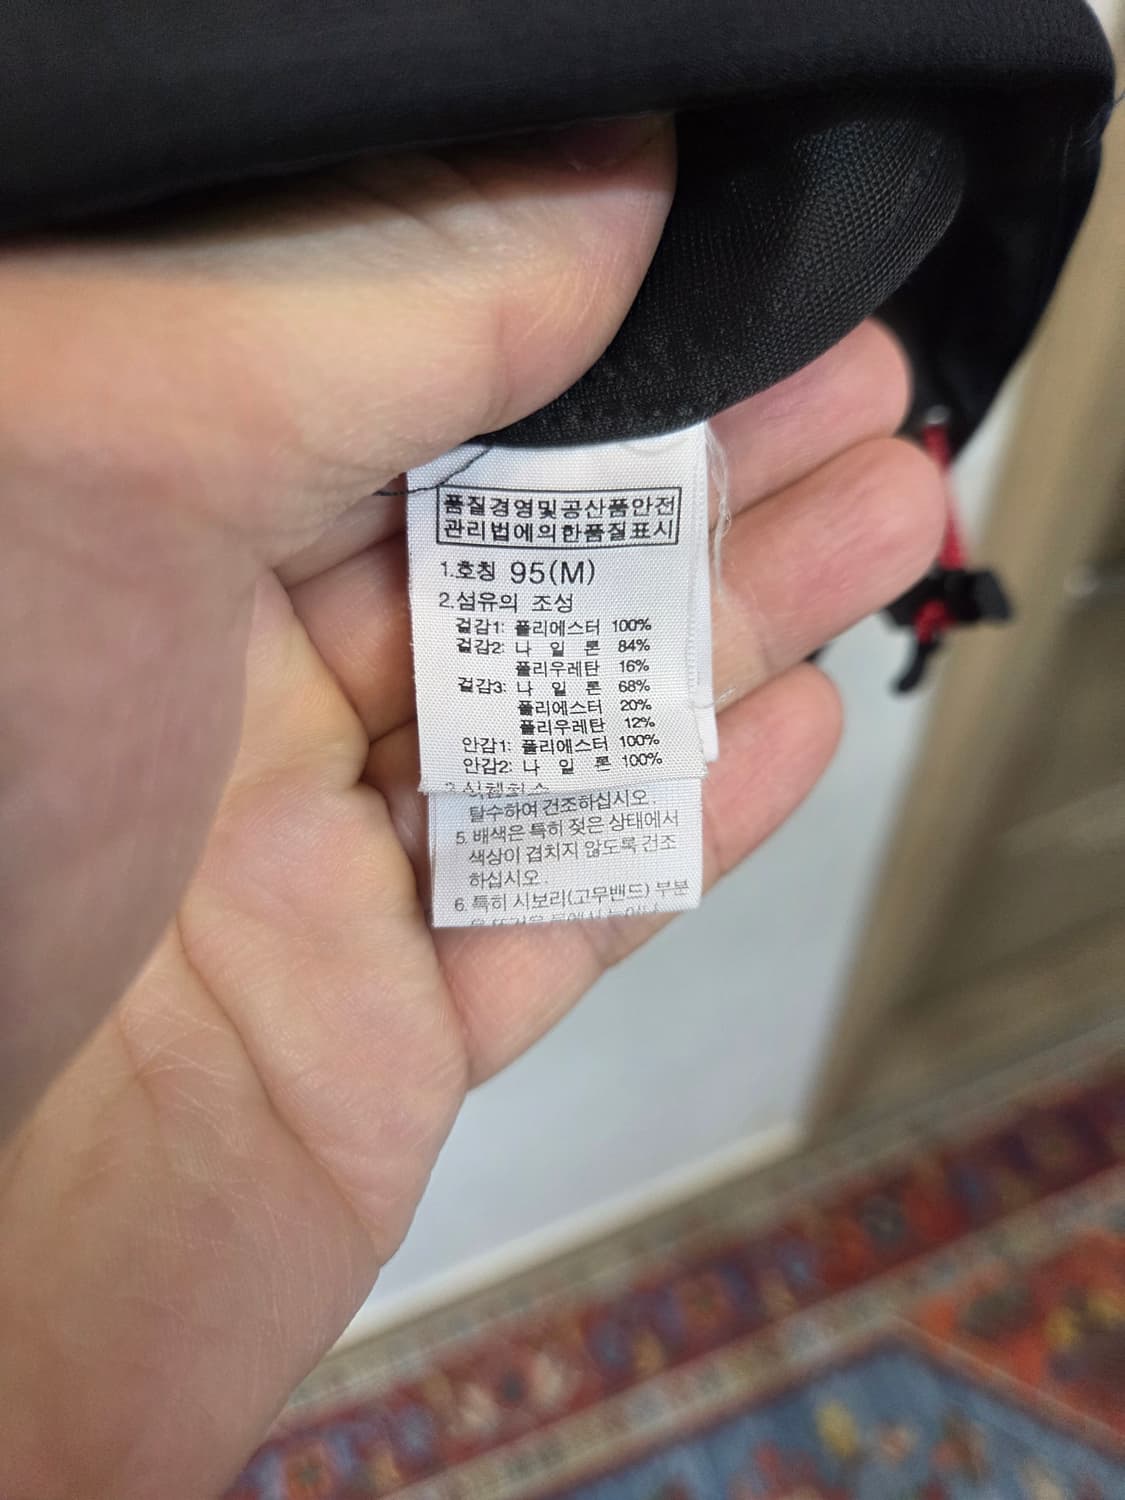 품질경영및공산품안전
관리법에의한품질표시
1.호칭 95(M)
2.섬유의 조성
겉감1: 폴리에스터 100%
겉감2: 나 일 론 84%
폴리우레탄 16%
겉감3: 나 일 론 68%
폴리에스터 20%
폴리우레탄 12%
안감1: 폴리에스터 100%
안감2: 나 일 론 100%
탈수하여 건조하십시오.
5. 배색은 특히 젖은 상태에서
색상이 겹치지 않도록 건조
하십시오.
6. 특히 시보리(고무밴드) 부분